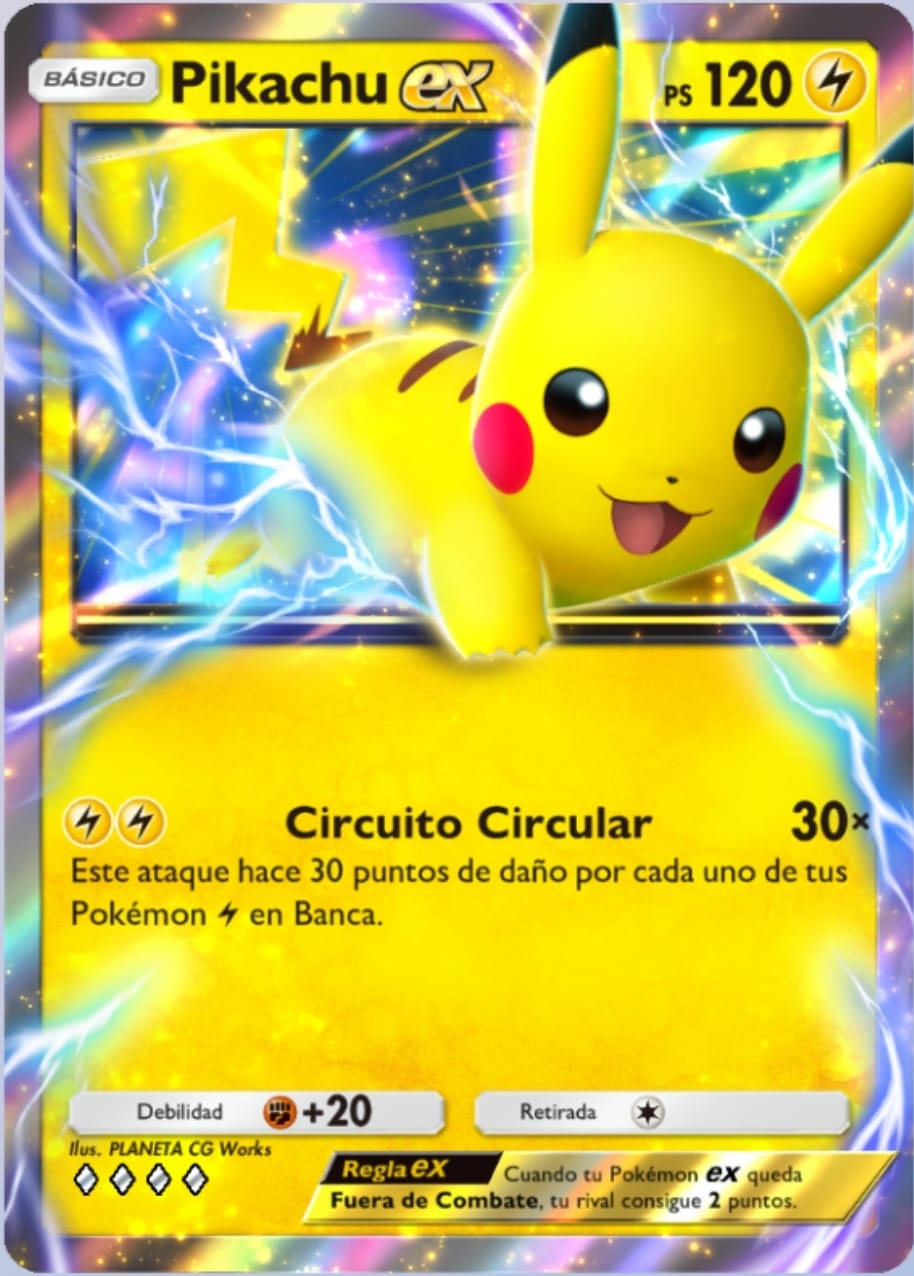 BÁSICO Pikachu ex PS 120
Circuito Circular 30×
Este ataque hace 30 puntos de daño por cada uno de tus
Pokémon en Banca.
Debilidad +20 Retirada
Ilus. PLANETA CG Works
Regla ex Cuando tu Pokémon ex queda
Fuera de Combate, tu rival consigue 2 puntos.